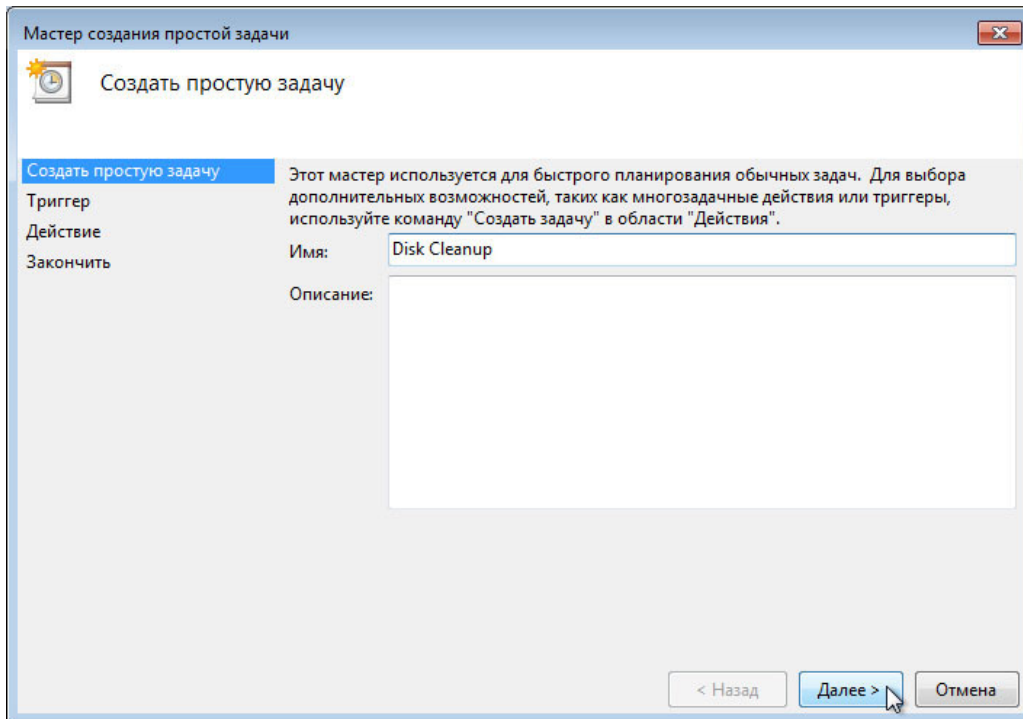 Мастер создания простой задачи
Создать простую задачу
Создать простую задачу
Триггер
Действие
Закончить
Этот мастер используется для быстрого планирования обычных задач. Для выбора
дополнительных возможностей, таких как многозадачные действия или триггеры,
используйте команду "Создать задачу" в области "Действия".
Имя: Disk Cleanup
Описание:
< Назад Далее > Отмена